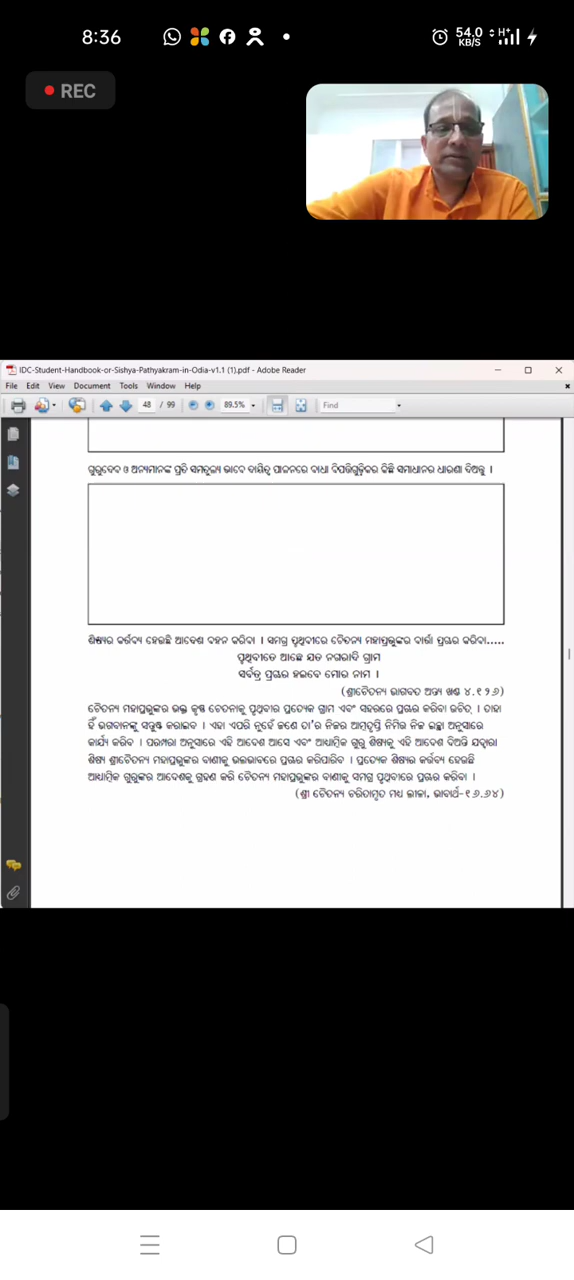 8:36
54.0
KB/S
H+
REC
IDC-Student-Handbook-or-Sishya-Pathyakram-in-Odia-v1.1 (1).pdf - Adobe Reader
File Edit View Document Tools Window Help
48 / 99 89.5% Find
ଗୁରୁଦେବ ଓ ଅନ୍ୟମାନଙ୍କ ପ୍ରତି ସମତୁଲ୍ୟ ଭାବେ ଦାୟିତ୍ଵ ପାଳନରେ ବାଧା ବିପତ୍ତିଗୁଡ଼ିକର କିଛି ସମାଧାନର ଧାରଣା ଦିଅନ୍ତୁ ।
ଶିଷ୍ୟର କର୍ତ୍ତବ୍ୟ ହେଉଛି ଆଦେଶ ବହନ କରିବା । ସମଗ୍ର ପୃଥିବୀରେ ଚୈତନ୍ୟ ମହାପ୍ରଭୁଙ୍କର ବାର୍ତ୍ତା ପ୍ରଚାର କରିବା.....
ପୃଥିବୀତେ ଆଛେ ଯତ ନଗରାଦି ଗ୍ରାମ
ସର୍ବତ୍ର ପ୍ରଚାର ହଇବେ ମୋର ନାମ ।
(ଶ୍ରୀଚୈତନ୍ୟ ଭାଗବତ ଅନ୍ତ୍ୟ ଖଣ୍ଡ ୪.୧୨୬)
ଚୈତନ୍ୟ ମହାପ୍ରଭୁଙ୍କର ଭକ୍ତ କୃଷ୍ଣ ଚେତନାକୁ ପୃଥିବୀର ପ୍ରତ୍ୟେକ ଗ୍ରାମ ଏବଂ ସହରରେ ପ୍ରଚାର କରିବା ଉଚିତ୍ । ତାହା
ହିଁ ଭଗବାନଙ୍କୁ ସନ୍ତୁଷ୍ଟ କରାଇବ । ଏହା ଏପରି ନୁହେଁ ଜଣେ ତା'ର ନିଜର ଆତ୍ମତୃପ୍ତି ନିମିତ୍ତ ନିଜ ଇଚ୍ଛା ଅନୁସାରେ
କାର୍ଯ୍ୟ କରିବ । ପରମ୍ପରା ଅନୁସାରେ ଏହି ଆଦେଶ ଆସେ ଏବଂ ଆଧ୍ୟାତ୍ମିକ ଗୁରୁ ଶିଷ୍ୟକୁ ଏହି ଆଦେଶ ଦିଅନ୍ତି ଯଦ୍ଵାରା
ଶିଷ୍ୟ ଶ୍ରୀଚୈତନ୍ୟ ମହାପ୍ରଭୁଙ୍କର ବାଣୀକୁ ଭଲଭାବରେ ପ୍ରଚାର କରିପାରିବ । ପ୍ରତ୍ୟେକ ଶିଷ୍ୟର କର୍ତ୍ତବ୍ୟ ହେଉଛି
ଆଧ୍ୟାତ୍ମିକ ଗୁରୁଙ୍କର ଆଦେଶକୁ ଗ୍ରହଣ କରି ଚୈତନ୍ୟ ମହାପ୍ରଭୁଙ୍କର ବାଣୀକୁ ସମଗ୍ର ପୃଥିବୀରେ ପ୍ରଚାର କରିବା ।
(ଶ୍ରୀ ଚୈତନ୍ୟ ଚରିତାମୃତ ମଧ୍ୟ ଲୀଳା, ଭାବାର୍ଥ-୧୬.୬୪)